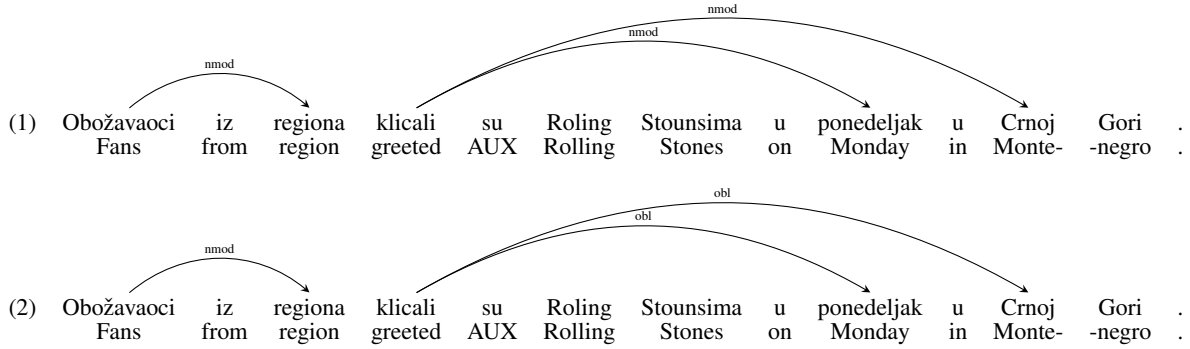 nmod
nmod
nmod
(1) Obožavaoci iz regiona klicali su Roling Stounsima u ponedeljak u Crnoj Gori .
Fans from region greeted AUX Rolling Stones on Monday in Monte- -negro .
obl
obl
nmod
(2) Obožavaoci iz regiona klicali su Roling Stounsima u ponedeljak u Crnoj Gori .
Fans from region greeted AUX Rolling Stones on Monday in Monte- -negro .